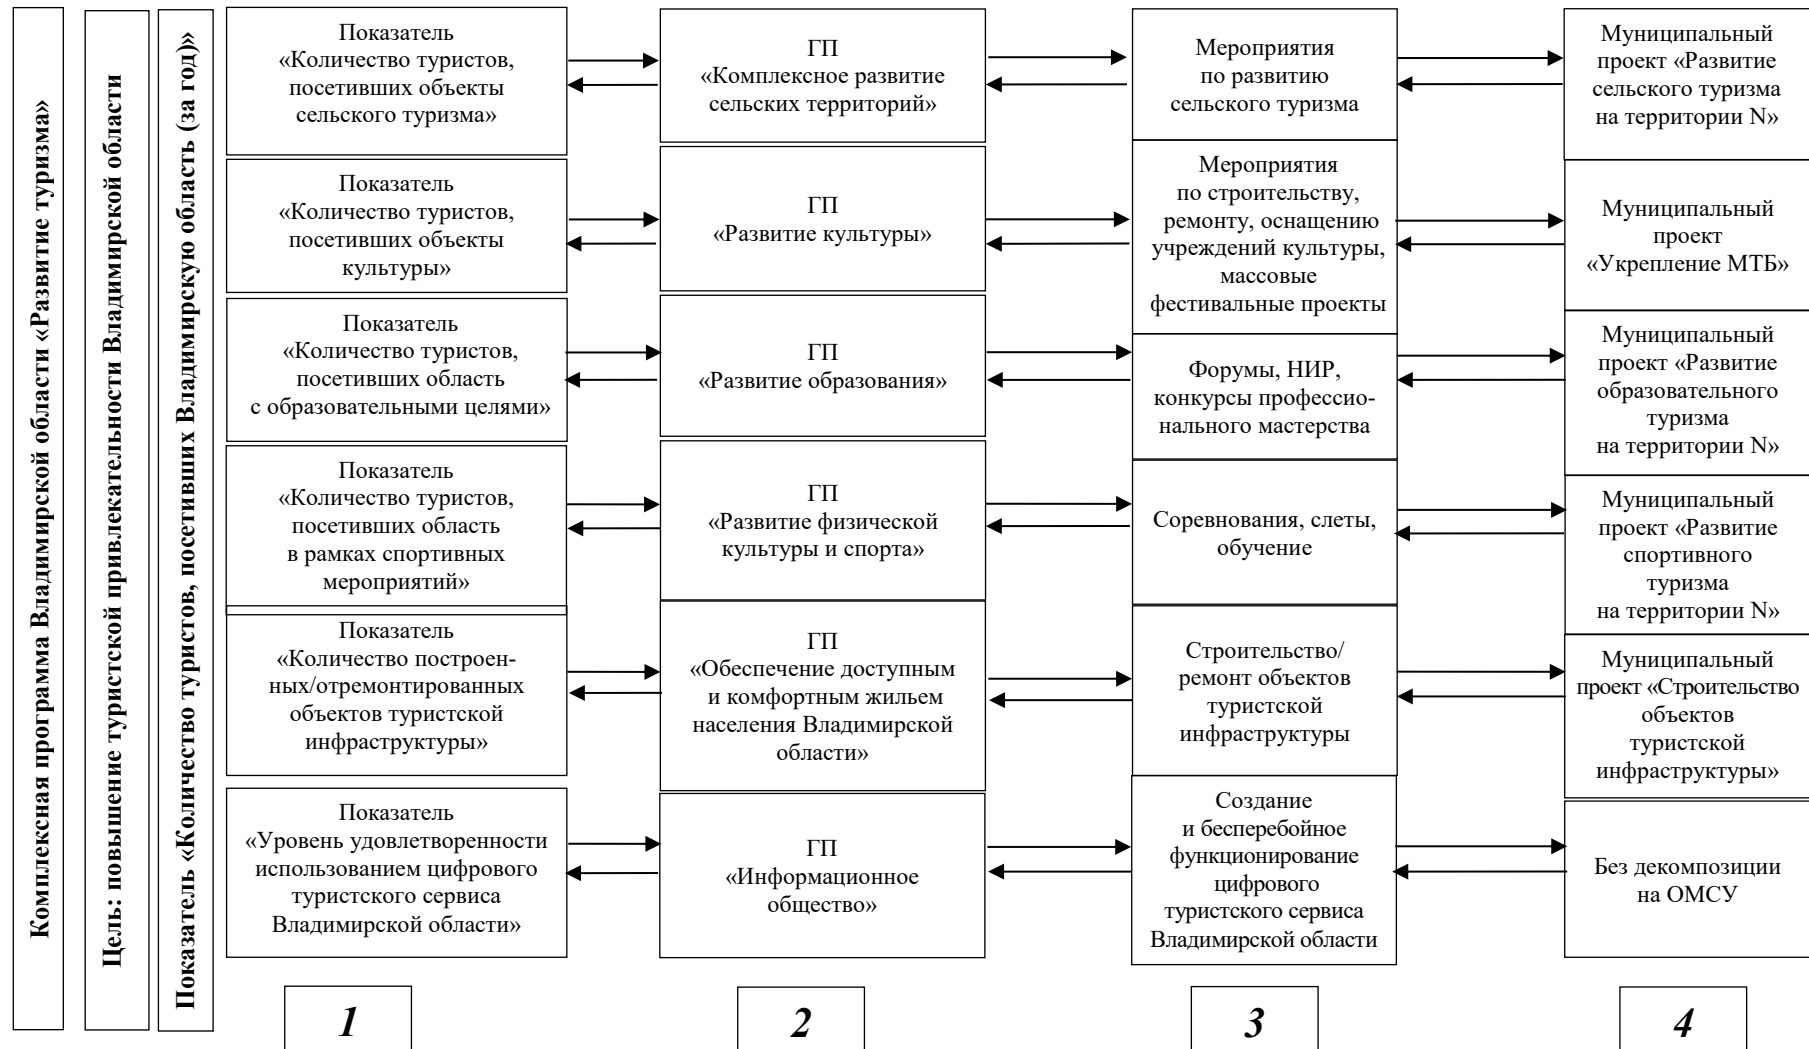 Комплексная программа Владимирской области «Развитие туризма»
Цель: повышение туристской привлекательности Владимирской области
Показатель «Количество туристов, посетивших Владимирскую область (за год)»
Показатель
«Количество туристов,
посетивших объекты
сельского туризма»
ГП
«Комплексное развитие
сельских территорий»
Мероприятия
по развитию
сельского туризма
Муниципальный
проект «Развитие
сельского туризма
на территории N»
Показатель
«Количество туристов,
посетивших объекты
культуры»
ГП
«Развитие культуры»
Мероприятия
по строительству,
ремонту, оснащению
учреждений культуры,
массовые
фестивальные проекты
Муниципальный
проект
«Укрепление МТБ»
Показатель
«Количество туристов,
посетивших область
с образовательными целями»
ГП
«Развитие образования»
Форумы, НИР,
конкурсы профессио-
нального мастерства
Муниципальный
проект «Развитие
образовательного
туризма
на территории N»
Показатель
«Количество туристов,
посетивших область
в рамках спортивных
мероприятий»
ГП
«Развитие физической
культуры и спорта»
Соревнования, слеты,
обучение
Муниципальный
проект «Развитие
спортивного
туризма
на территории N»
Показатель
«Количество построен-
ных/отремонтированных
объектов туристской
инфраструктуры»
ГП
«Обеспечение доступным
и комфортным жильем
населения Владимирской
области»
Строительство/
ремонт объектов
туристской
инфраструктуры
Муниципальный
проект «Строительство
объектов
туристской
инфраструктуры»
Показатель
«Уровень удовлетворенности
использованием цифрового
туристского сервиса
Владимирской области»
ГП
«Информационное
общество»
Создание
и бесперебойное
функционирование
цифрового
туристского сервиса
Владимирской области
Без декомпозиции
на ОМСУ
1
2
3
4